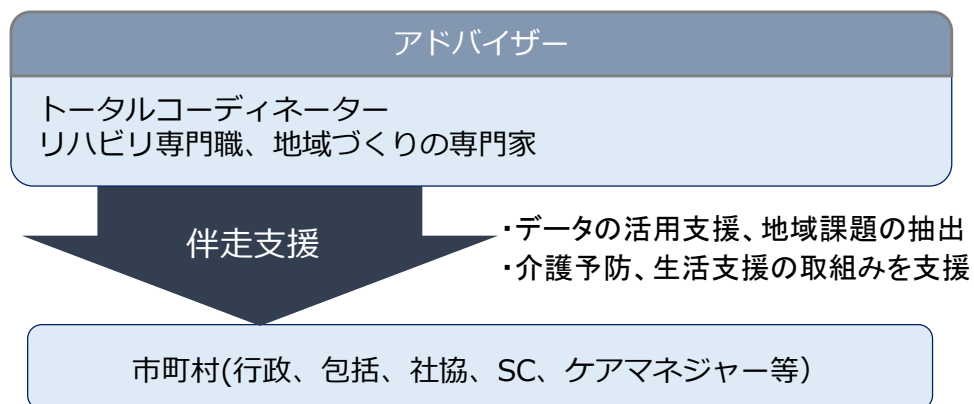 アドバイザー
トータルコーディネーター
リハビリ専門職、地域づくりの専門家
伴走支援
・データの活用支援、地域課題の抽出
・介護予防、生活支援の取組みを支援
市町村(行政、包括、社協、SC、ケアマネジャー等）